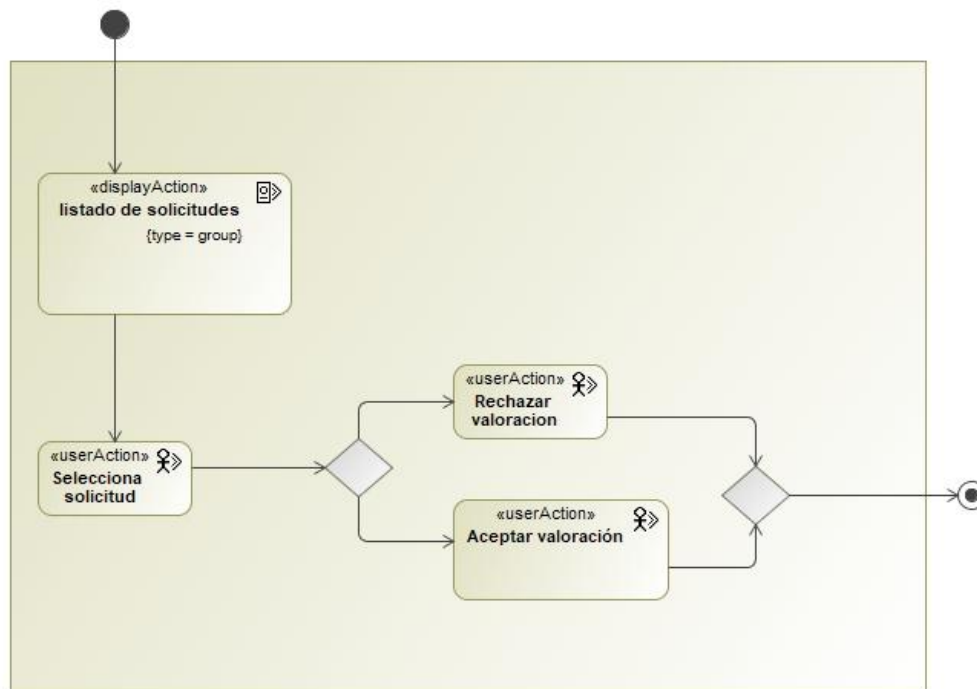 «displayAction»
listado de solicitudes
{type = group}
«userAction»
Selecciona
solicitud
«userAction»
Rechazar
valoracion
«userAction»
Aceptar valoración